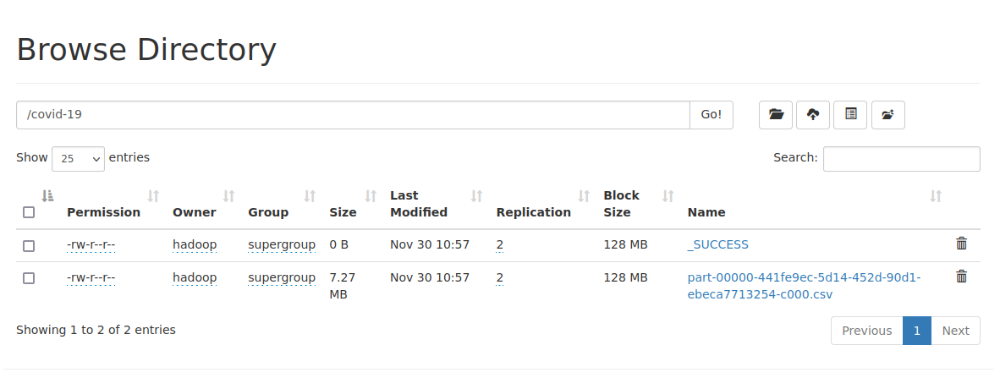 Browse Directory
/covid-19 Go!
Show 25 entries Search:
Permission Owner Group Size Last Modified Replication Block Size Name
-rw-r--r-- hadoop supergroup 0 B Nov 30 10:57 2 128 MB _SUCCESS
-rw-r--r-- hadoop supergroup 7.27 MB Nov 30 10:57 2 128 MB part-00000-441fe9ec-5d14-452d-90d1-
ebeca7713254-c000.csv
Showing 1 to 2 of 2 entries Previous 1 Next